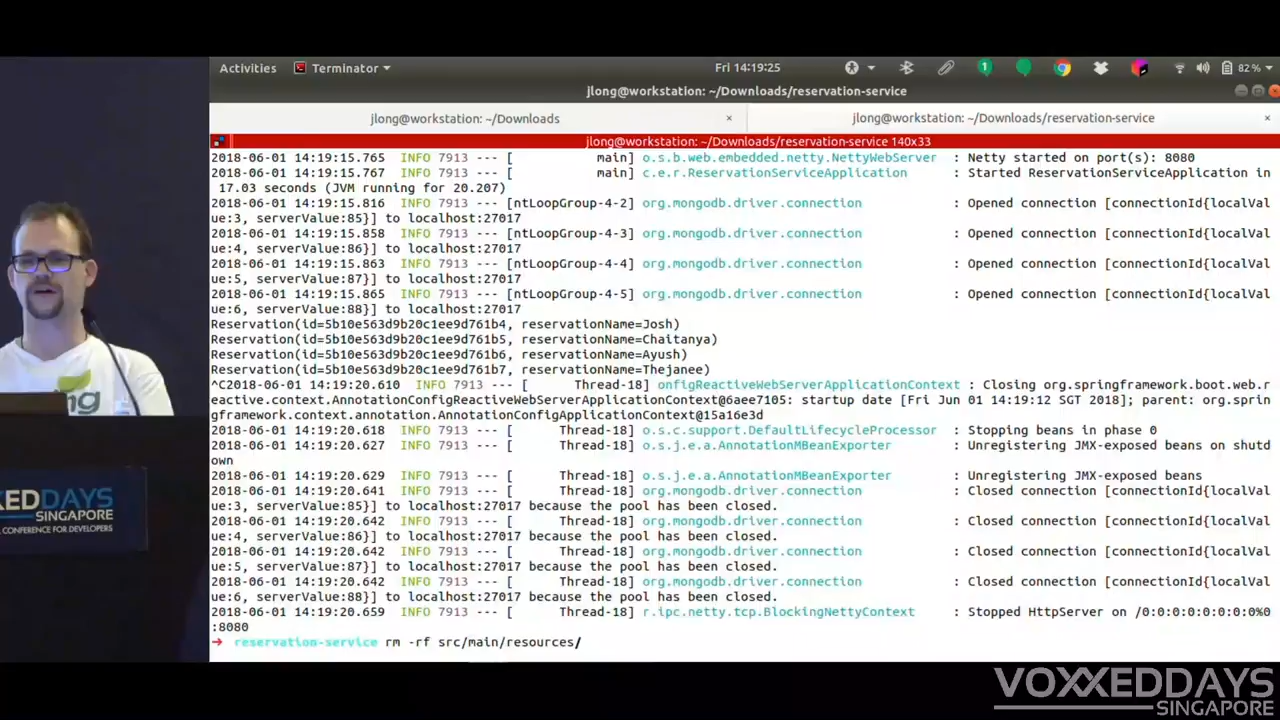 Activities
Terminator
Fri 14:19:25
1
82%
jlong@workstation: ~/Downloads/reservation-service
jlong@workstation: ~/Downloads
×
jlong@workstation: ~/Downloads/reservation-service
×
jlong@workstation: ~/Downloads/reservation-service 140x33
2018-06-01 14:19:15.765  INFO 7913 --- [           main] o.s.b.web.embedded.netty.NettyWebServer  : Netty started on port(s): 8080
2018-06-01 14:19:15.767  INFO 7913 --- [           main] c.e.r.ReservationServiceApplication      : Started ReservationServiceApplication in
17.03 seconds (JVM running for 20.207)
2018-06-01 14:19:15.816  INFO 7913 --- [ntLoopGroup-4-2] org.mongodb.driver.connection            : Opened connection [connectionId{localVal
ue:3, serverValue:85}] to localhost:27017
2018-06-01 14:19:15.858  INFO 7913 --- [ntLoopGroup-4-3] org.mongodb.driver.connection            : Opened connection [connectionId{localVal
ue:4, serverValue:86}] to localhost:27017
2018-06-01 14:19:15.863  INFO 7913 --- [ntLoopGroup-4-4] org.mongodb.driver.connection            : Opened connection [connectionId{localVal
ue:5, serverValue:87}] to localhost:27017
2018-06-01 14:19:15.865  INFO 7913 --- [ntLoopGroup-4-5] org.mongodb.driver.connection            : Opened connection [connectionId{localVal
ue:6, serverValue:88}] to localhost:27017
Reservation(id=5b10e563d9b20c1ee9d761b4, reservationName=Josh)
Reservation(id=5b10e563d9b20c1ee9d761b5, reservationName=Chaitanya)
Reservation(id=5b10e563d9b20c1ee9d761b6, reservationName=Ayush)
Reservation(id=5b10e563d9b20c1ee9d761b7, reservationName=Thejanee)
^C2018-06-01 14:19:20.610  INFO 7913 --- [      Thread-18] onfigReactiveWebServerApplicationContext : Closing org.springframework.boot.web.r
eactive.context.AnnotationConfigReactiveWebServerApplicationContext@6aee7105: startup date [Fri Jun 01 14:19:12 SGT 2018]; parent: org.sprin
gframework.context.annotation.AnnotationConfigApplicationContext@15a16e3d
2018-06-01 14:19:20.618  INFO 7913 --- [      Thread-18] o.s.c.support.DefaultLifecycleProcessor  : Stopping beans in phase 0
2018-06-01 14:19:20.627  INFO 7913 --- [      Thread-18] o.s.j.e.a.AnnotationMBeanExporter        : Unregistering JMX-exposed beans on shutd
own
2018-06-01 14:19:20.629  INFO 7913 --- [      Thread-18] o.s.j.e.a.AnnotationMBeanExporter        : Unregistering JMX-exposed beans
2018-06-01 14:19:20.641  INFO 7913 --- [      Thread-18] org.mongodb.driver.connection            : Closed connection [connectionId{localVal
ue:3, serverValue:85}] to localhost:27017 because the pool has been closed.
2018-06-01 14:19:20.642  INFO 7913 --- [      Thread-18] org.mongodb.driver.connection            : Closed connection [connectionId{localVal
ue:4, serverValue:86}] to localhost:27017 because the pool has been closed.
2018-06-01 14:19:20.642  INFO 7913 --- [      Thread-18] org.mongodb.driver.connection            : Closed connection [connectionId{localVal
ue:5, serverValue:87}] to localhost:27017 because the pool has been closed.
2018-06-01 14:19:20.642  INFO 7913 --- [      Thread-18] org.mongodb.driver.connection            : Closed connection [connectionId{localVal
ue:6, serverValue:88}] to localhost:27017 because the pool has been closed.
2018-06-01 14:19:20.659  INFO 7913 --- [      Thread-18] r.ipc.netty.tcp.BlockingNettyContext     : Stopped HttpServer on /0:0:0:0:0:0:0:0%0
:8080
→ reservation-service rm -rf src/main/resources/
ng
XEDDAYS
SINGAPORE
CONFERENCE FOR DEVELOPERS
VOXXEDDAYS
SINGAPORE